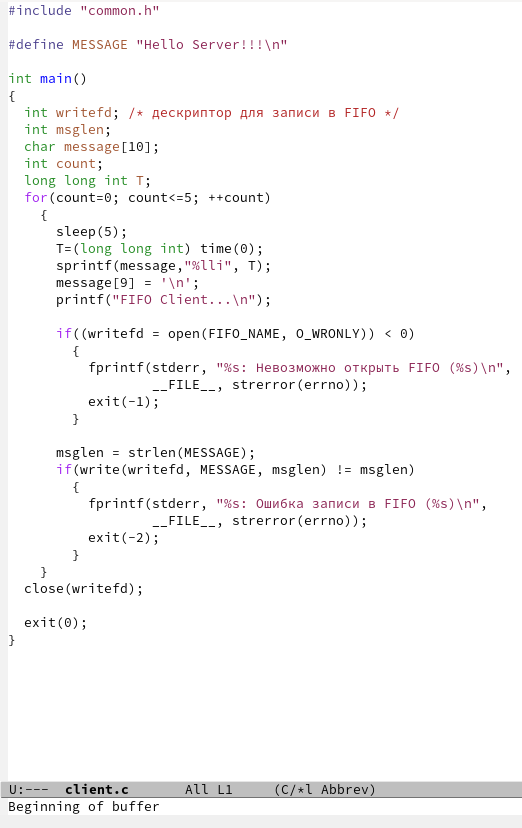 #include "common.h"

#define MESSAGE "Hello Server!!!\n"

int main()
{
  int writefd; /* дескриптор для записи в FIFO */
  int msglen;
  char message[10];
  int count;
  long long int T;
  for(count=0; count<=5; ++count)
    {
      sleep(5);
      T=(long long int) time(0);
      sprintf(message,"%lli", T);
      message[9] = '\n';
      printf("FIFO Client...\n");

      if((writefd = open(FIFO_NAME, O_WRONLY)) < 0)
        {
          fprintf(stderr, "%s: Невозможно открыть FIFO (%s)\n",
                  __FILE__, strerror(errno));
          exit(-1);
        }

      msglen = strlen(MESSAGE);
      if(write(writefd, MESSAGE, msglen) != msglen)
        {
          fprintf(stderr, "%s: Ошибка записи в FIFO (%s)\n",
                  __FILE__, strerror(errno));
          exit(-2);
        }
    }
  close(writefd);

  exit(0);
}
U:---  client.c       All L1     (C/*l Abbrev)
Beginning of buffer